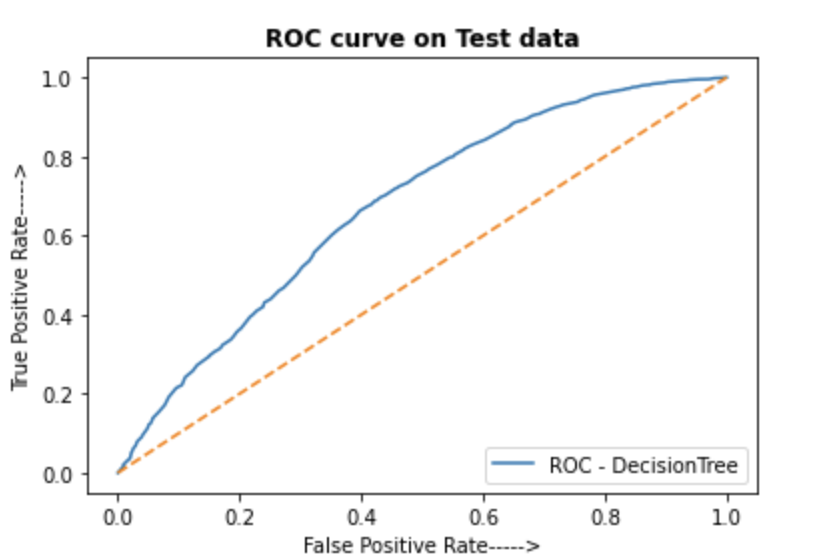 ROC curve on Test data
True Positive Rate----->
1.0
0.8
0.6
0.4
0.2
0.0
ROC - DecisionTree
0.0 0.2 0.4 0.6 0.8 1.0
False Positive Rate----->